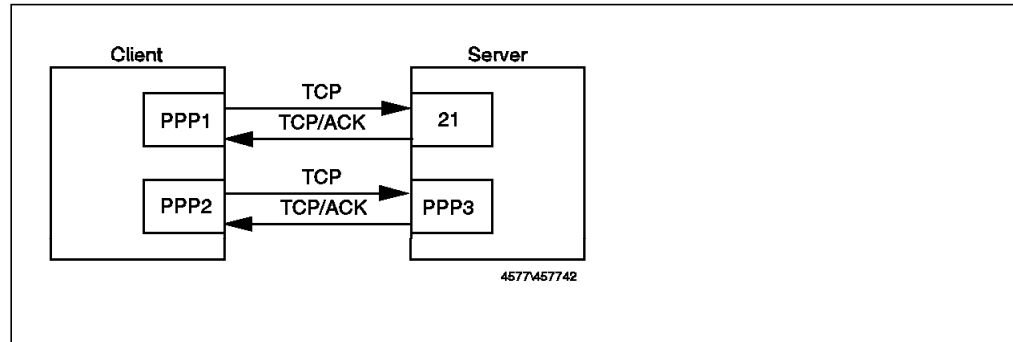 Client
Server
TCP
PPP1
TCP/ACK
21
TCP
PPP2
TCP/ACK
PPP3
4577\457742